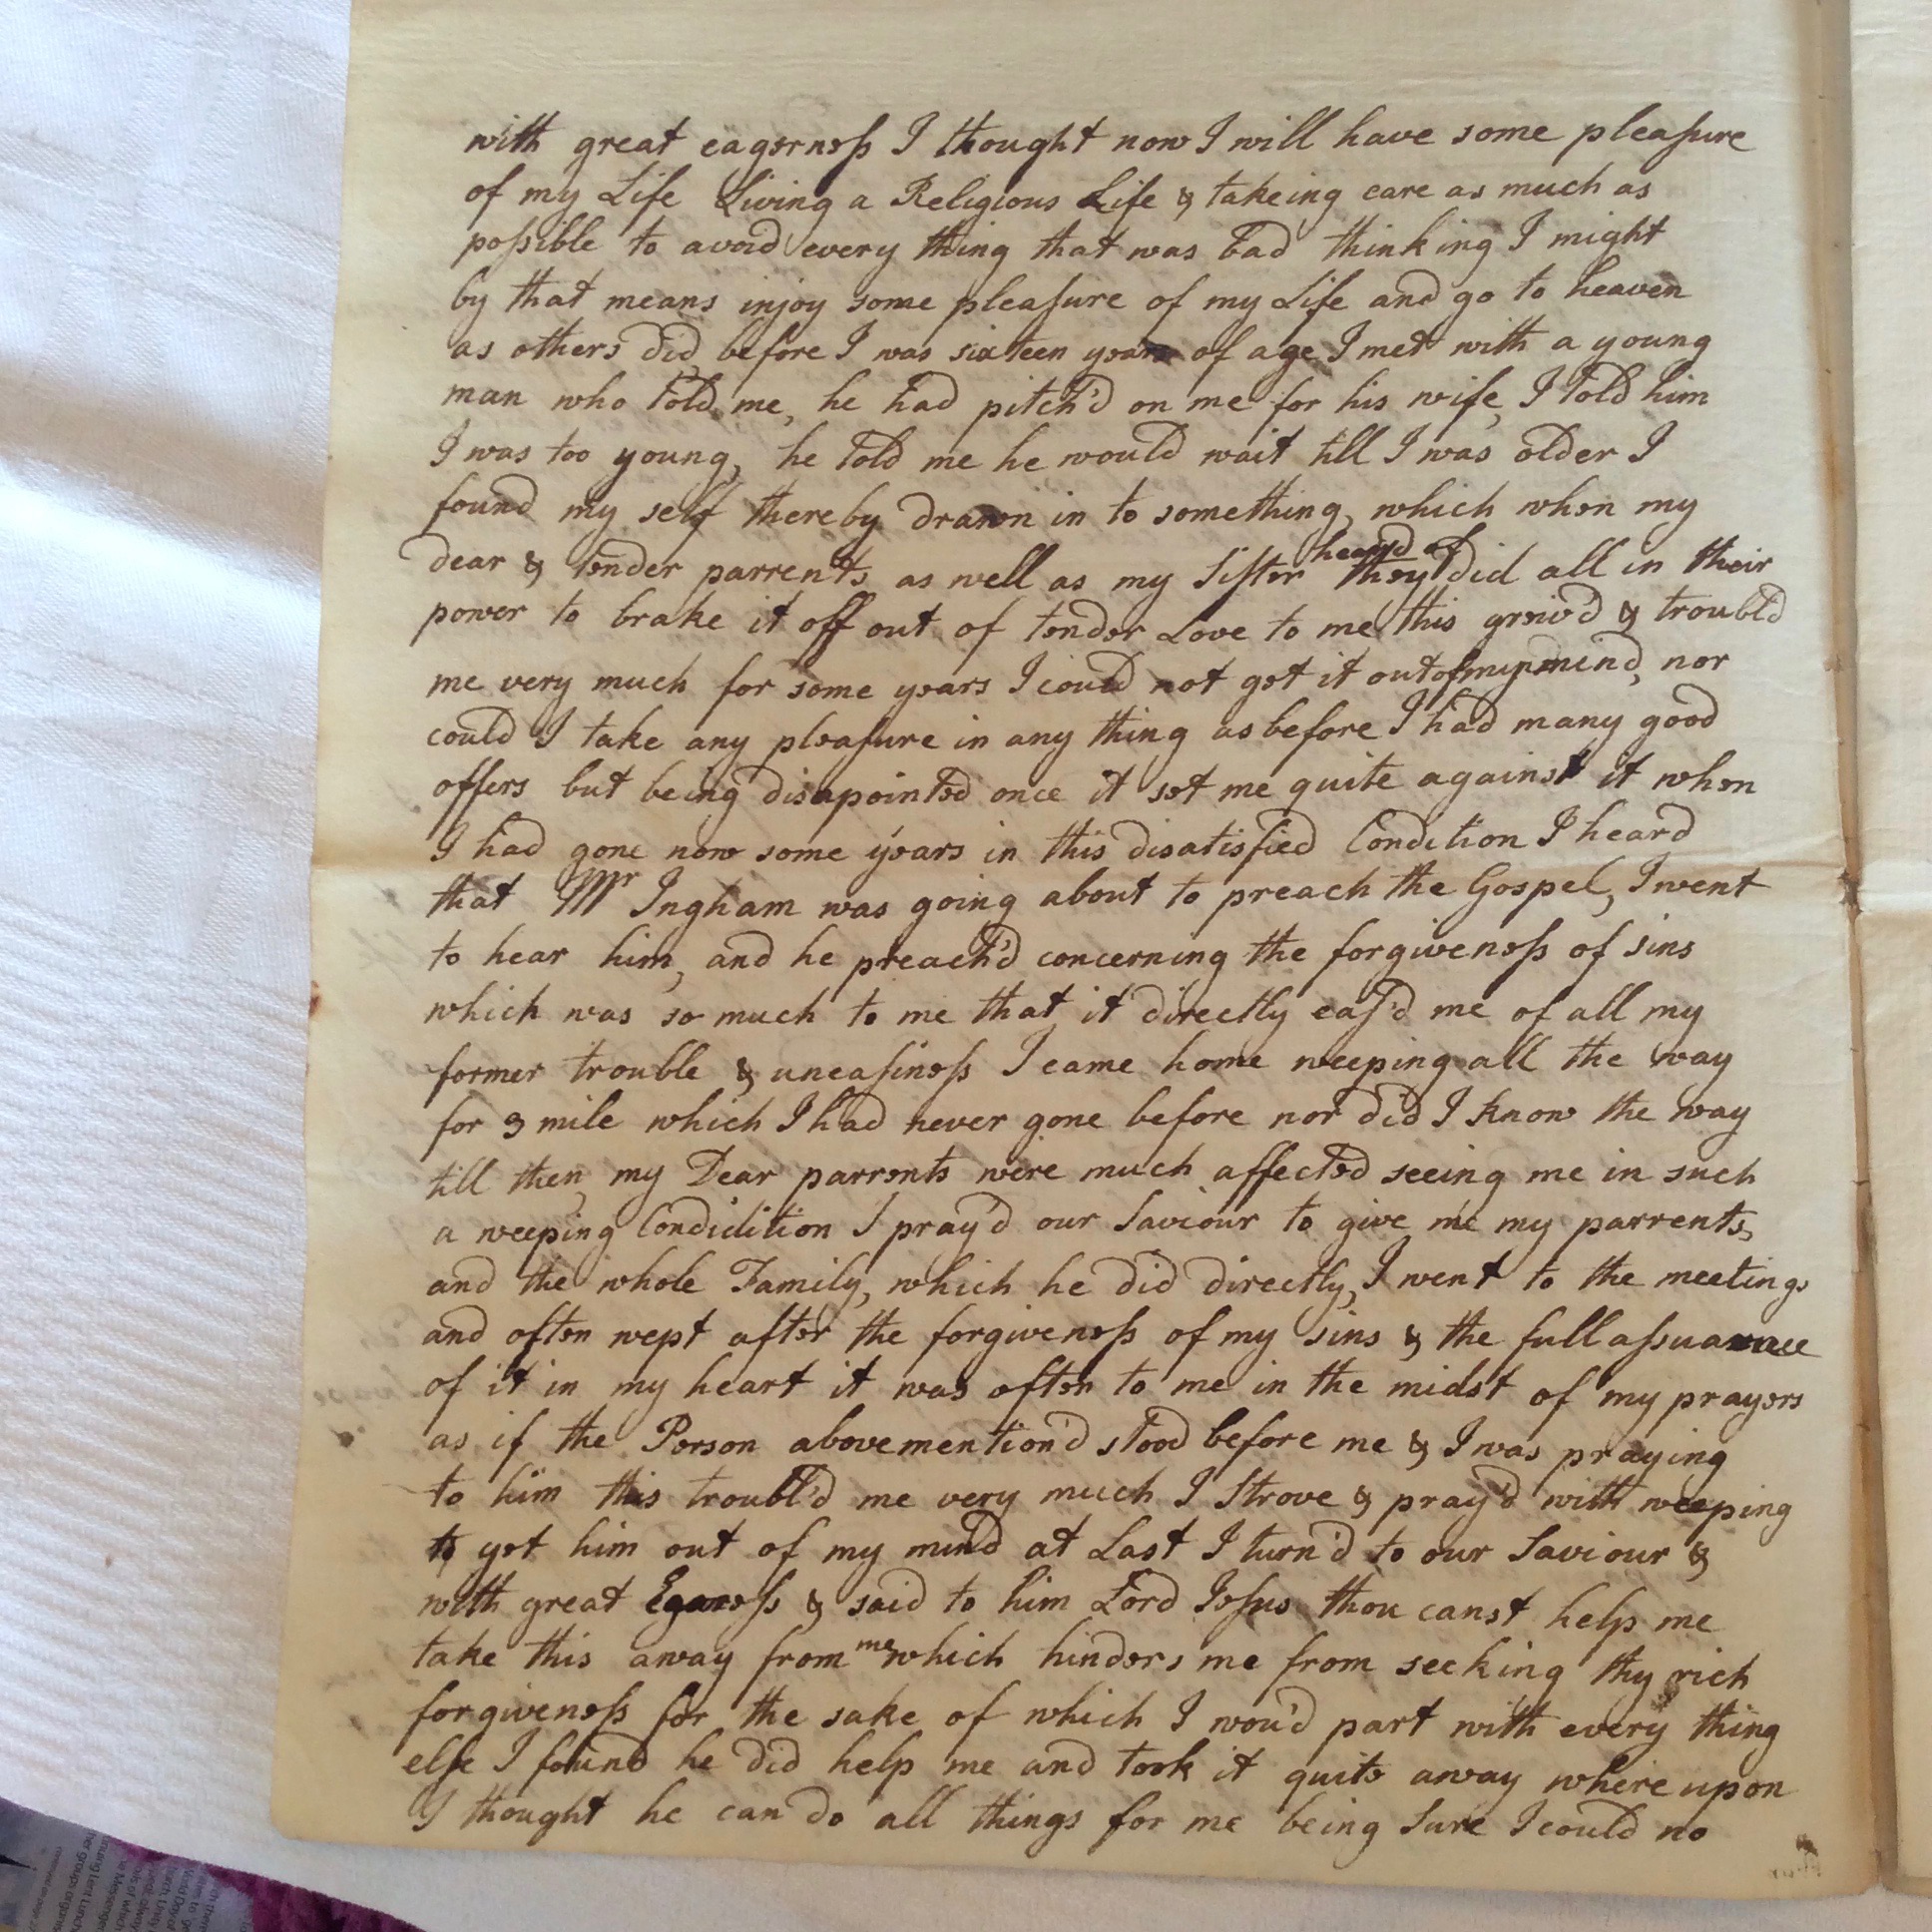 with great eagerneſs I thought now I will have some pleaſure
of my Life Living a Religious Life & takeing care as much as
poſsible to avoid every thing that was bad thinking I might
by that means injoy some pleaſure of my Life and go to heaven
as others did, before I was sixteen years of age I met with a young
man who told me, he had pitch'd on me for his wife, I told him
I was too young, he told me he would wait till I was older I
found my self thereby drawn in to something, which when my
dear & tender parrents as well as my Siſter heard of they did all in their
power to brake it off out of tender Love to me this greiv'd & troubl'd
me very much for some years I could not get it out of my mind, nor
could I take any pleaſure in any thing as before I had many good
offers but being disapointed once it set me quite against it when
I had gone now some years in this disatisfied Condition I heard
that Mr Ingham was going about to preach the Gospel, I went
to hear him, and he preach'd concerning the forgiveneſs of sins
which was so much to me that it directly eaſ'd me of all my
former trouble & uneaſineſs I came home weeping all the way
for 3 mile which I had never gone before nor did I know the way
till then, my Dear parrents were much affected seeing me in such
a weeping Condidition I pray'd our Saviour to give me my parrents,
and the whole Family, which he did directly, I went to the meetings
and often wept after the forgiveneſs of my sins & the full aſsuarance
of it in my heart it was often to me in the midst of my prayers
as if the Person abovemention'd stood before me & I was praying
to him this troubl'd me very much I Strove & pray'd with weeping
to get him out of my mind at Last I turn'd to our Saviour &
with great Egarneſs & said to him Lord Jeſus thou canst help me
take this away from me which hinders me from seeking thy rich
forgiveneſs for the sake of which I wou'd part with every thing
elſe I found he did help me and took it quite away where upon
I thought he can do all things for me being Sure I could no